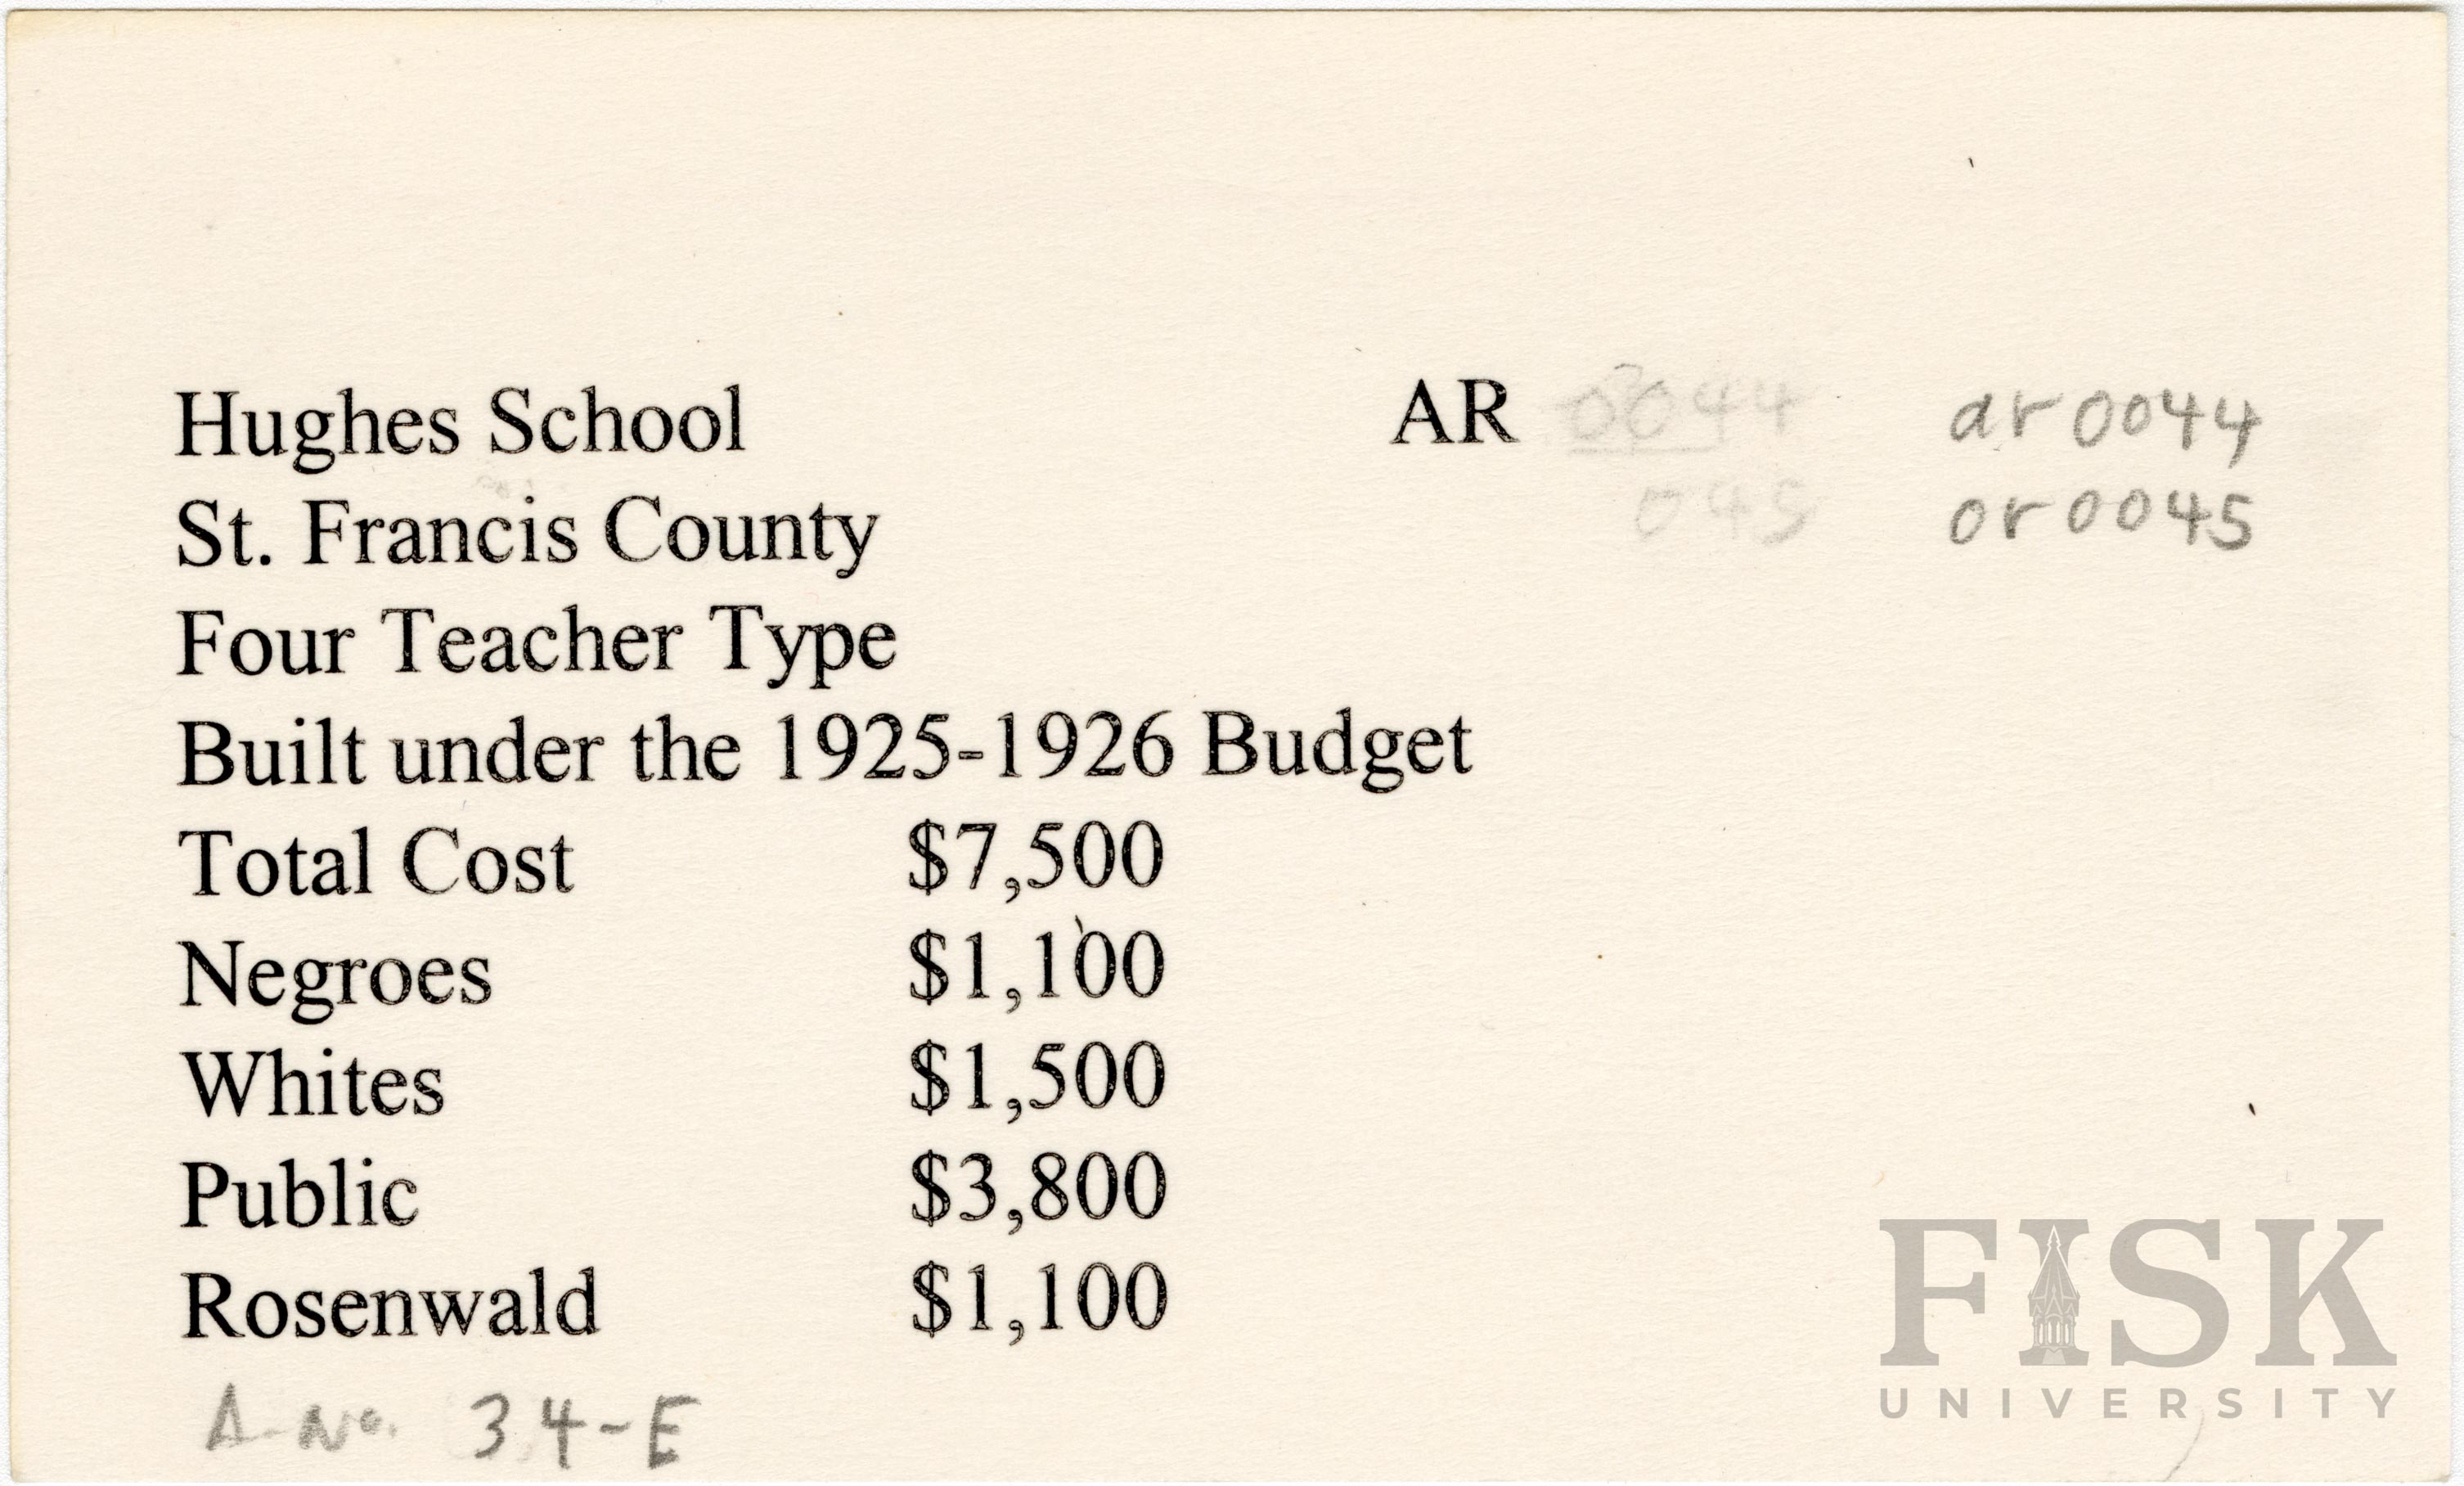 Hughes School AR 0044 ar0044
St. Francis County 045 or0045
Four Teacher Type
Built under the 1925-1926 Budget
Total Cost $7,500
Negroes $1,100
Whites $1,500
Public $3,800
Rosenwald $1,100
A-No. 34-E
FISK
UNIVERSITY